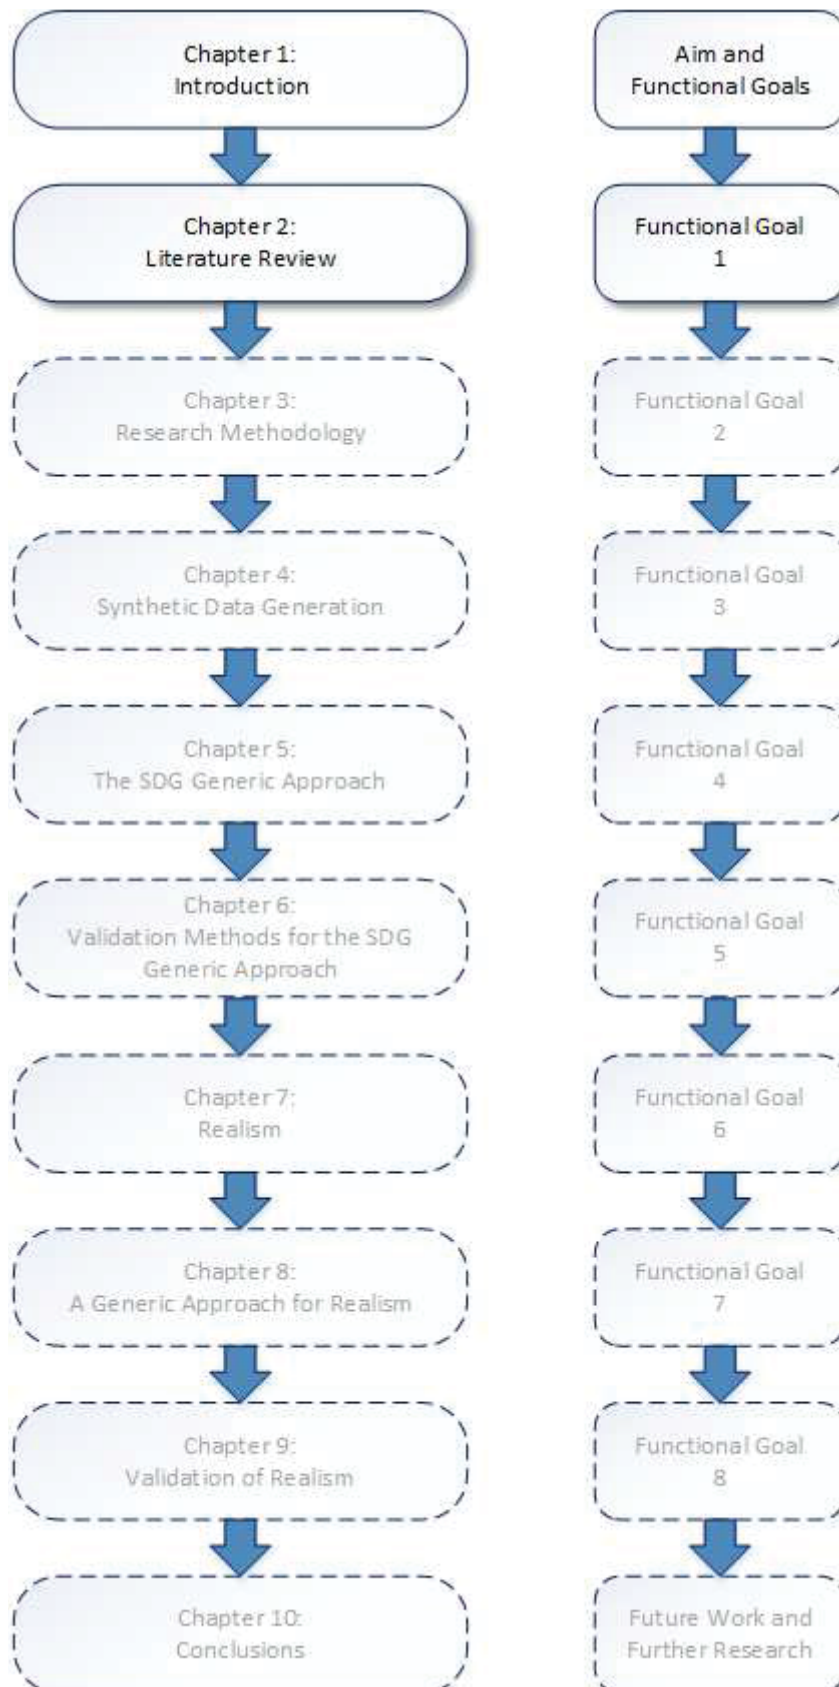 Chapter 1:
Introduction
Aim and
Functional Goals
Chapter 2:
Literature Review
Functional Goal
1
Chapter 3:
Research Methodology
Functional Goal
2
Chapter 4:
Synthetic Data Generation
Functional Goal
3
Chapter 5:
The SDG Generic Approach
Functional Goal
4
Chapter 6:
Validation Methods for the SDG
Generic Approach
Functional Goal
5
Chapter 7:
Realism
Functional Goal
6
Chapter 8:
A Generic Approach for Realism
Functional Goal
7
Chapter 9:
Validation of Realism
Functional Goal
8
Chapter 10:
Conclusions
Future Work and
Further Research